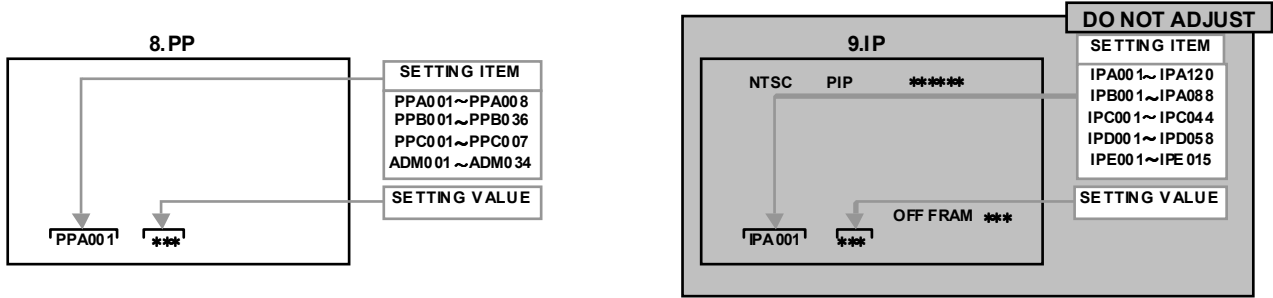 8. PP
SETTING ITEM
PPA001~PPA008
PPB001~PPB036
PPC001~PPC007
ADM001~ADM034
SETTING VALUE
PPA001 ***
DO NOT ADJUST
9.IP
SETTING ITEM
NTSC PIP ******
IPA001~IPA120
IPB001~IPA088
IPC001~IPC044
IPD001~IPD058
IPE001~IPE015
SETTING VALUE
OFF FRAM ***
IPA001 ***